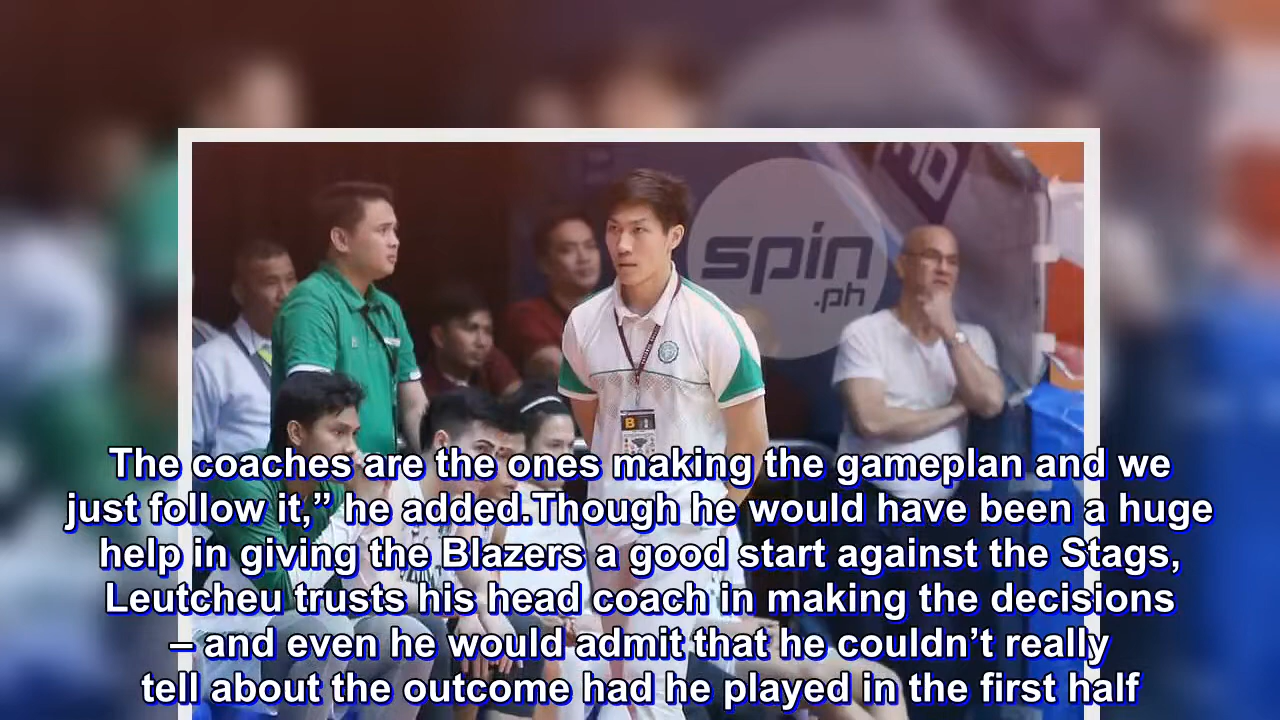 HD
spin
.ph
B
The coaches are the ones making the gameplan and we
just follow it,” he added.Though he would have been a huge
help in giving the Blazers a good start against the Stags,
Leutcheu trusts his head coach in making the decisions
– and even he would admit that he couldn’t really
tell about the outcome had he played in the first half